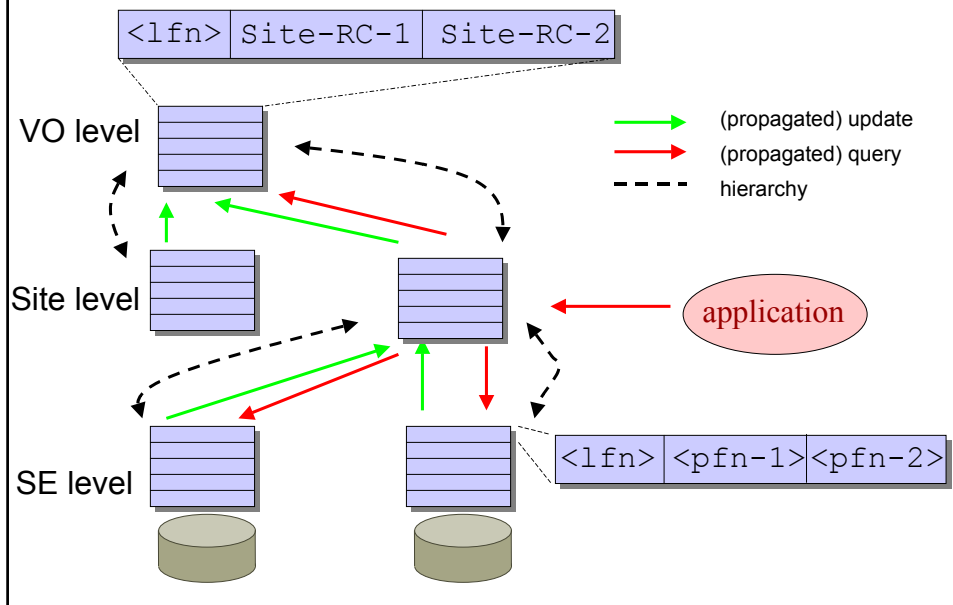 <lfn> Site-RC-1 Site-RC-2
VO level
(propagated) update
(propagated) query
hierarchy
Site level
application
<lfn> <pfn-1> <pfn-2>
SE level